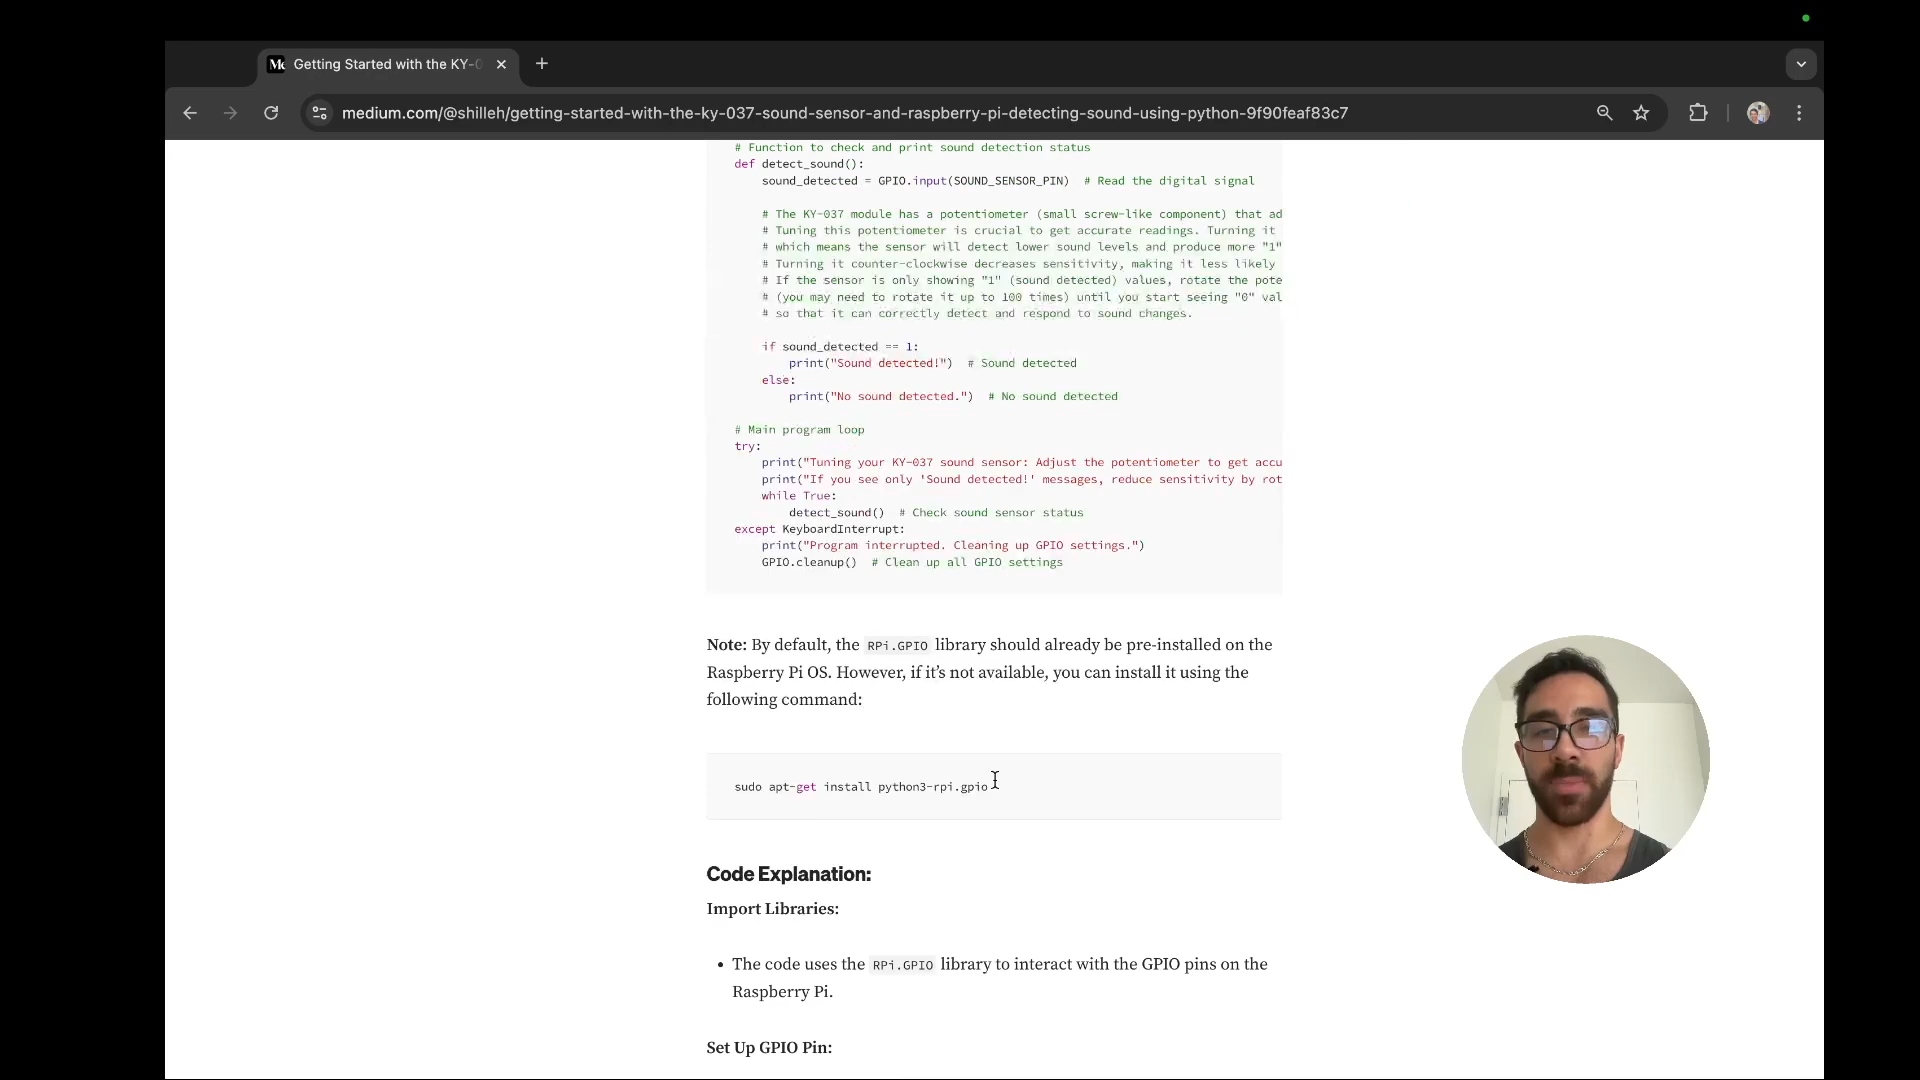 Getting Started with the KY-0
medium.com/@shilleh/getting-started-with-the-ky-037-sound-sensor-and-raspberry-pi-detecting-sound-using-python-9f90feaf83c7
# Function to check and print sound detection status
def detect_sound():
sound_detected = GPIO.input(SOUND_SENSOR_PIN)  # Read the digital signal
# The KY-037 module has a potentiometer (small screw-like component) that ad
# Tuning this potentiometer is crucial to get accurate readings. Turning it
# which means the sensor will detect lower sound levels and produce more "1"
# Turning it counter-clockwise decreases sensitivity, making it less likely
# If the sensor is only showing "1" (sound detected) values, rotate the pote
# (you may need to rotate it up to 100 times) until you start seeing "0" val
# so that it can correctly detect and respond to sound changes.
if sound_detected == 1:
print("Sound detected!")  # Sound detected
else:
print("No sound detected.")  # No sound detected
# Main program loop
try:
print("Tuning your KY-037 sound sensor: Adjust the potentiometer to get accu
print("If you see only 'Sound detected!' messages, reduce sensitivity by rot
while True:
detect_sound()  # Check sound sensor status
except KeyboardInterrupt:
print("Program interrupted. Cleaning up GPIO settings.")
GPIO.cleanup()  # Clean up all GPIO settings
Note: By default, the RPi.GPIO library should already be pre-installed on the
Raspberry Pi OS. However, if it's not available, you can install it using the
following command:
sudo apt-get install python3-rpi.gpio
Code Explanation:
Import Libraries:
• The code uses the RPi.GPIO library to interact with the GPIO pins on the
Raspberry Pi.
Set Up GPIO Pin: